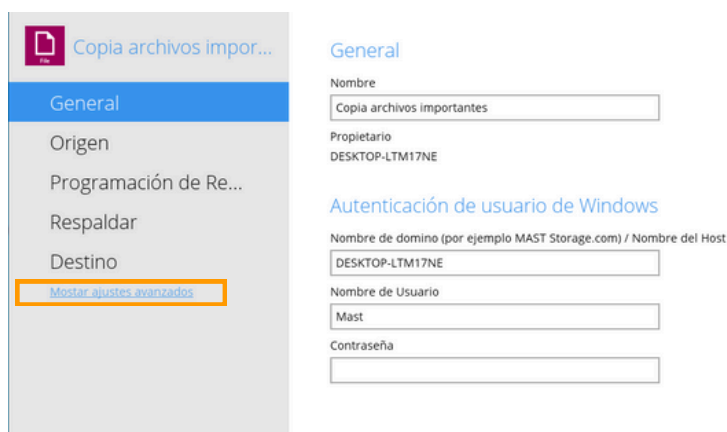 File
Copia archivos impor...
General
Origen
Programación de Re...
Respaldar
Destino
Mostar ajustes avanzados
General
Nombre
Copia archivos importantes
Propietario
DESKTOP-LTM17NE
Autenticación de usuario de Windows
Nombre de domino (por ejemplo MAST Storage.com) / Nombre del Host
DESKTOP-LTM17NE
Nombre de Usuario
Mast
Contraseña